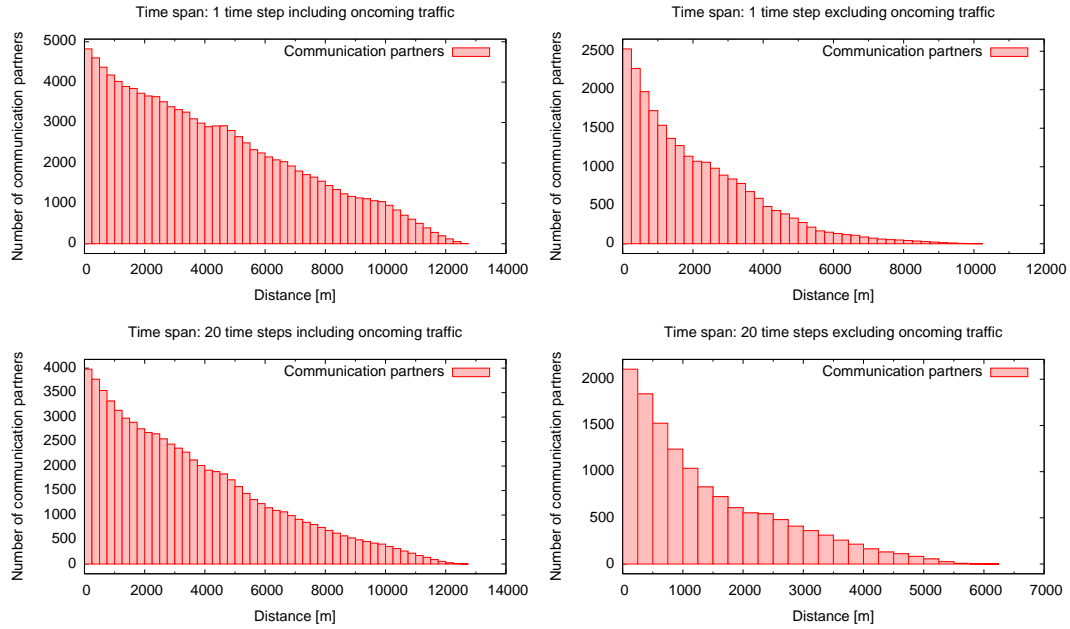 Time span: 1 time step including oncoming traffic
Number of communication partners
5000
4000
3000
2000
1000
0
Communication partners
0 2000 4000 6000 8000 10000 12000 14000
Distance [m]
Time span: 1 time step excluding oncoming traffic
Number of communication partners
2500
2000
1500
1000
500
0
Communication partners
0 2000 4000 6000 8000 10000 12000
Distance [m]
Time span: 20 time steps including oncoming traffic
Number of communication partners
4000
3500
3000
2500
2000
1500
1000
500
0
Communication partners
0 2000 4000 6000 8000 10000 12000 14000
Distance [m]
Time span: 20 time steps excluding oncoming traffic
Number of communication partners
2000
1500
1000
500
0
Communication partners
0 1000 2000 3000 4000 5000 6000 7000
Distance [m]